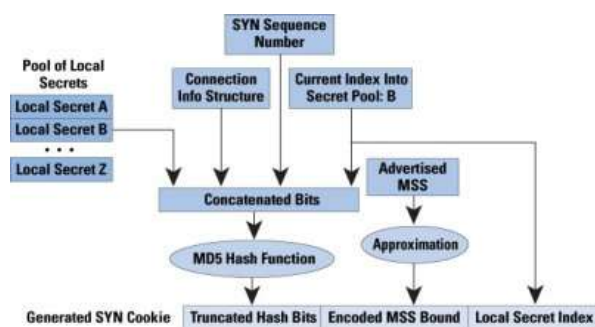 SYN Sequence
Number
Pool of Local
Secrets
Connection
Info Structure
Current Index Into
Secret Pool: B
Local Secret A
Local Secret B
• • •
Local Secret Z
Advertised
MSS
Concatenated Bits
MD5 Hash Function
Approximation
Generated SYN Cookie
Truncated Hash Bits
Encoded MSS Bound
Local Secret Index